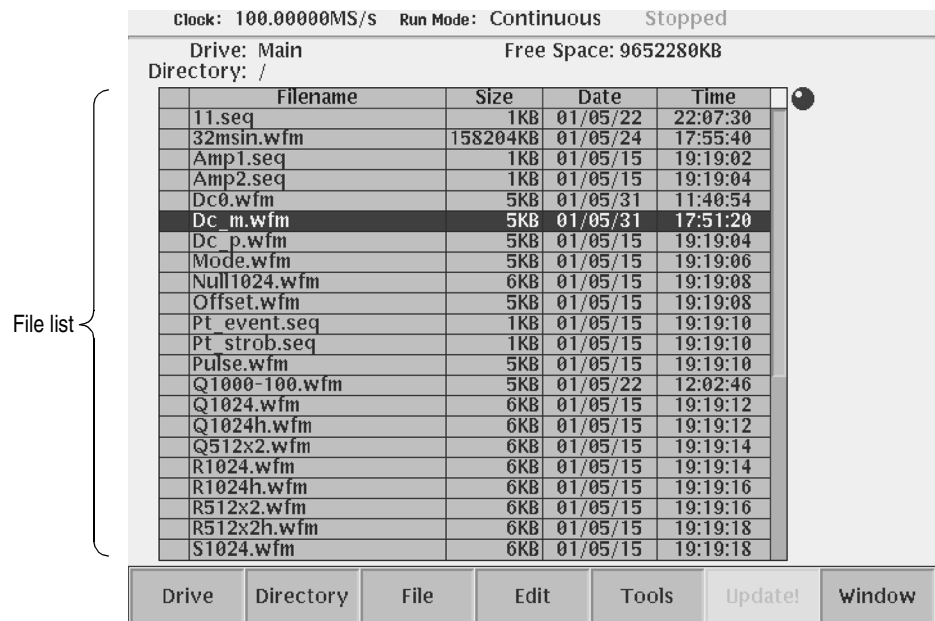 Clock: 100.00000MS/s Run Mode: Continuous Stopped
Drive: Main Free Space: 9652280KB
Directory: /
Filename Size Date Time
11.seq 1KB 01/05/22 22:07:30
32msin.wfm 158204KB 01/05/24 17:55:40
Amp1.seq 1KB 01/05/15 19:19:02
Amp2.seq 1KB 01/05/15 19:19:04
Dc0.wfm 5KB 01/05/31 11:40:54
Dc_m.wfm 5KB 01/05/31 17:51:20
Dc_p.wfm 5KB 01/05/15 19:19:04
Mode.wfm 5KB 01/05/15 19:19:06
Null1024.wfm 6KB 01/05/15 19:19:08
Offset.wfm 5KB 01/05/15 19:19:08
File list
Pt_event.seq 1KB 01/05/15 19:19:10
Pt_strob.seq 1KB 01/05/15 19:19:10
Pulse.wfm 5KB 01/05/15 19:19:10
Q1000-100.wfm 5KB 01/05/22 12:02:46
Q1024.wfm 6KB 01/05/15 19:19:12
Q1024h.wfm 6KB 01/05/15 19:19:12
Q512x2.wfm 6KB 01/05/15 19:19:14
R1024.wfm 6KB 01/05/15 19:19:14
R1024h.wfm 6KB 01/05/15 19:19:16
R512x2.wfm 6KB 01/05/15 19:19:16
R512x2h.wfm 6KB 01/05/15 19:19:18
S1024.wfm 6KB 01/05/15 19:19:18
Drive Directory File Edit Tools Update! Window